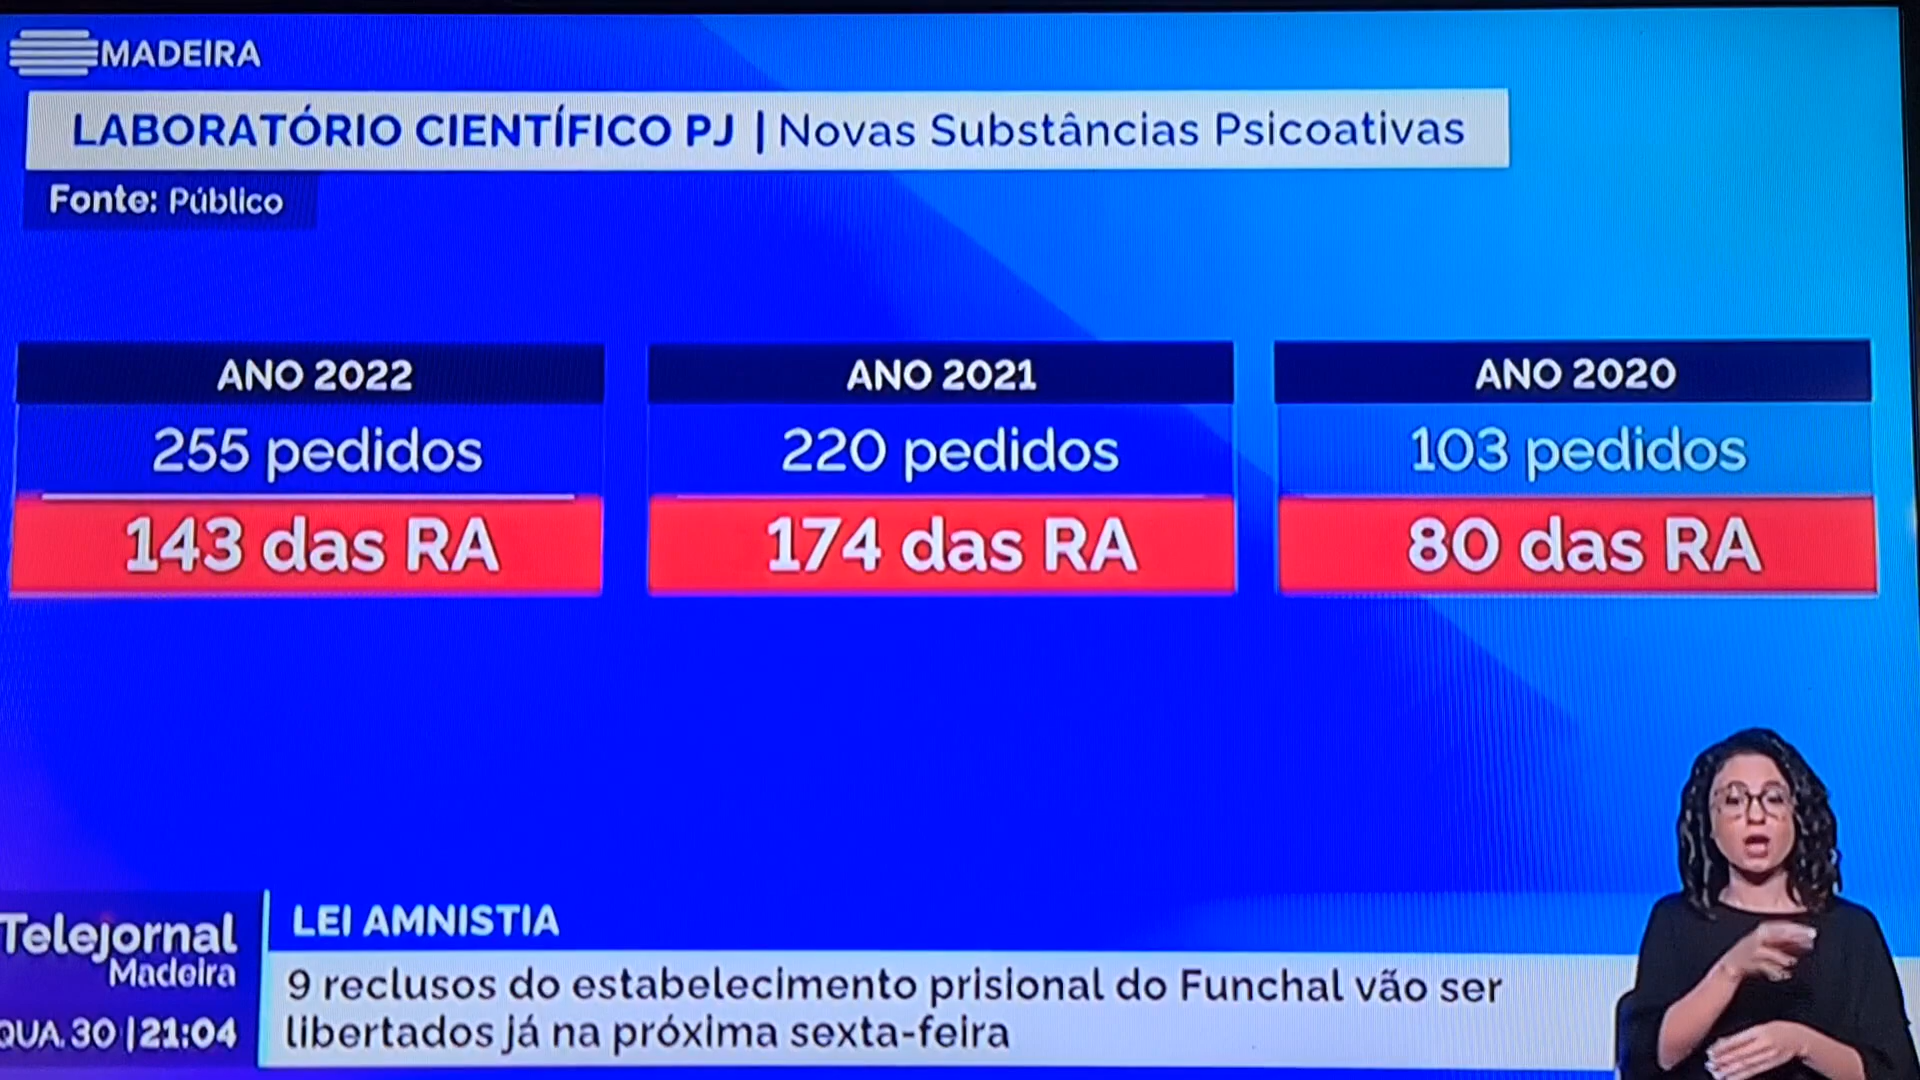 MADEIRA
LABORATÓRIO CIENTÍFICO PJ | Novas Substâncias Psicoativas
Fonte: Público
ANO 2022
255 pedidos
143 das RA
ANO 2021
220 pedidos
174 das RA
ANO 2020
103 pedidos
80 das RA
Telejornal
Madeira
QUA. 30 | 21:04
LEI AMNISTIA
9 reclusos do estabelecimento prisional do Funchal vão ser
libertados já na próxima sexta-feira